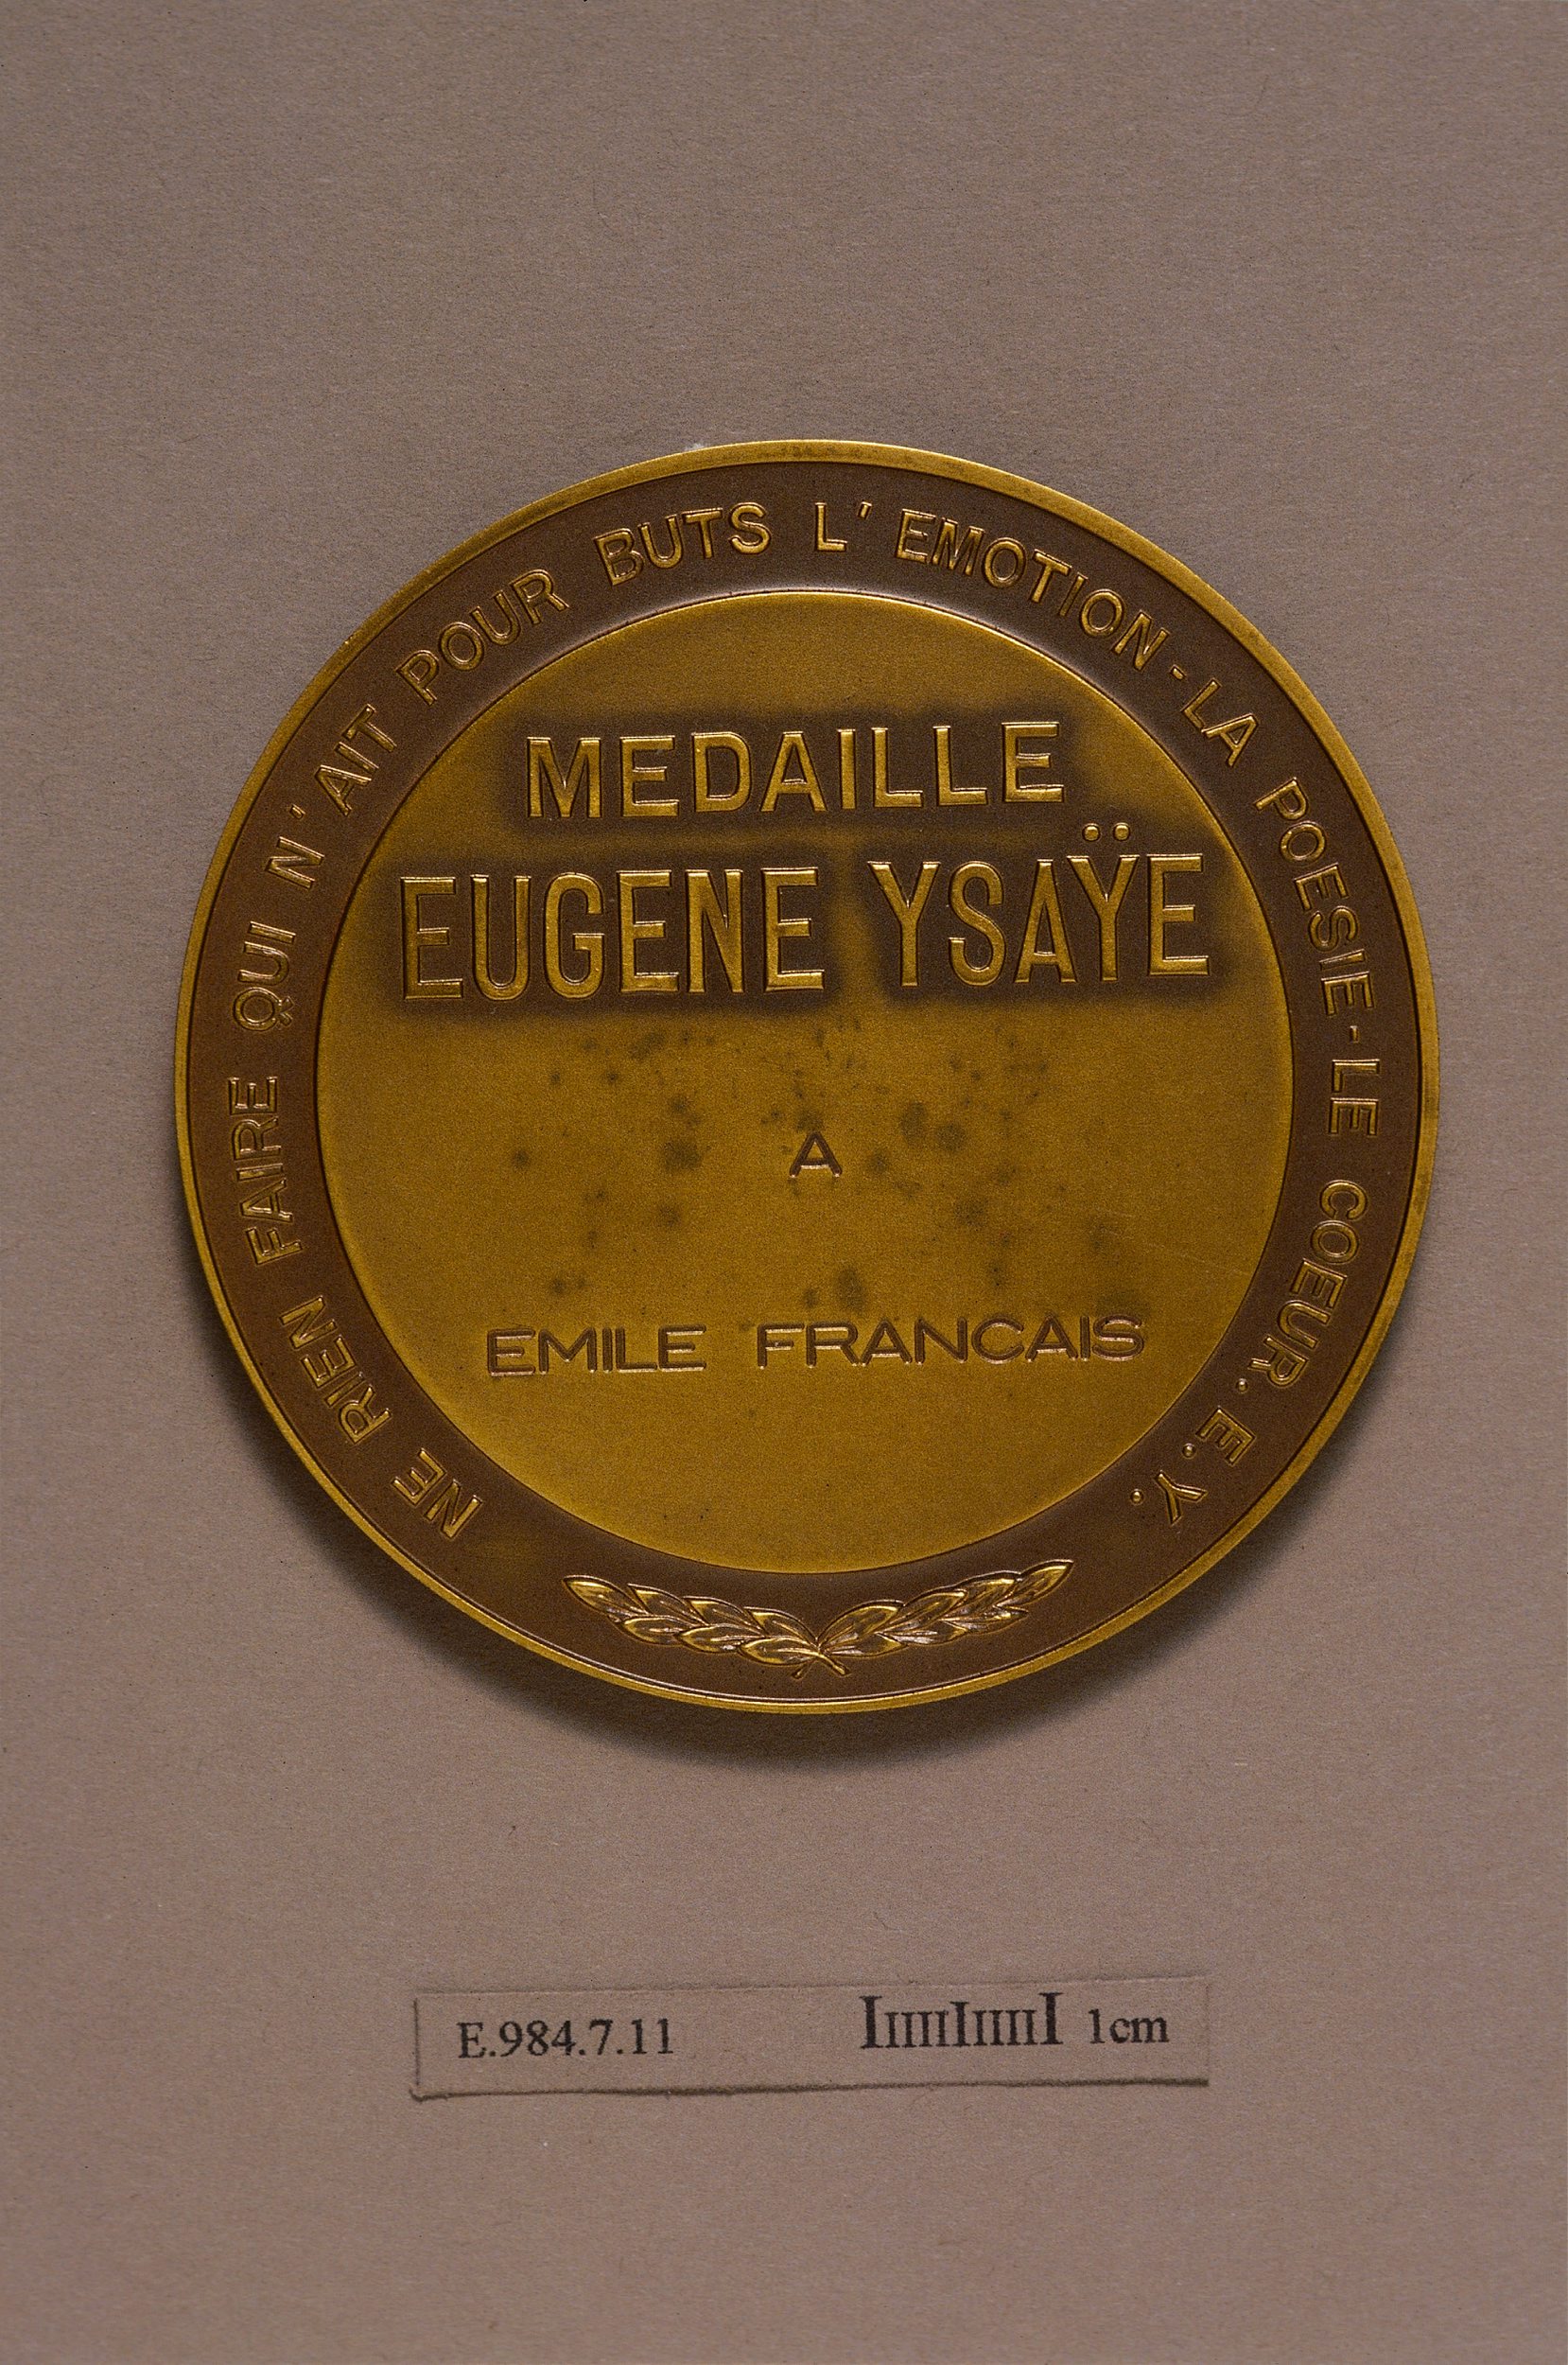 NE RIEN FAIRE QUI N'AIT POUR BUTS L'EMOTION-LA POESIE-LE COEUR. E.Y.
MEDAILLE
EUGENE YSAŸE
A
EMILE FRANCAIS
E.984.7.11 1cm